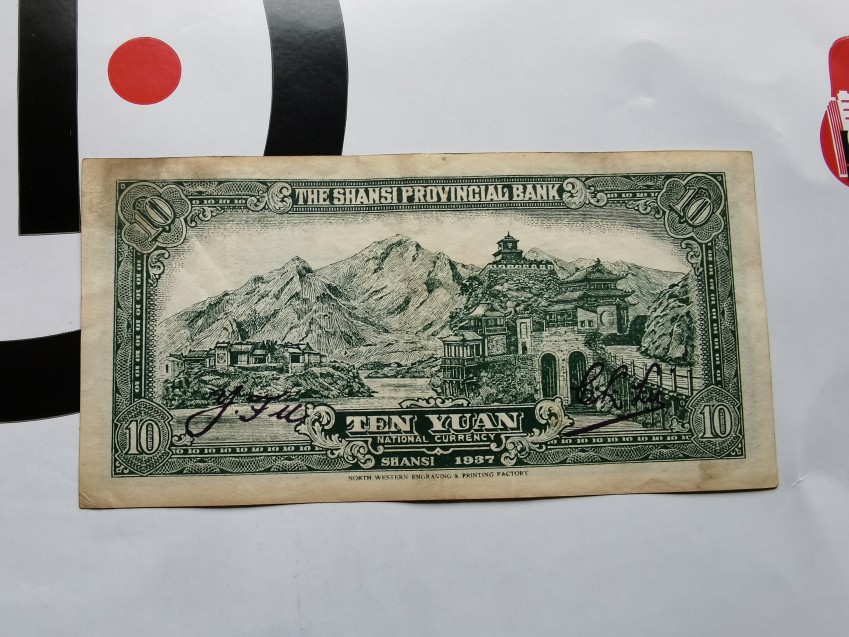 THE SHANSI PROVINCIAL BANK
10 10
TEN YUAN
NATIONAL CURRENCY
10 10
SHANSI 1937
NORTH WESTERN ENGRAVING & PRINTING FACTORY